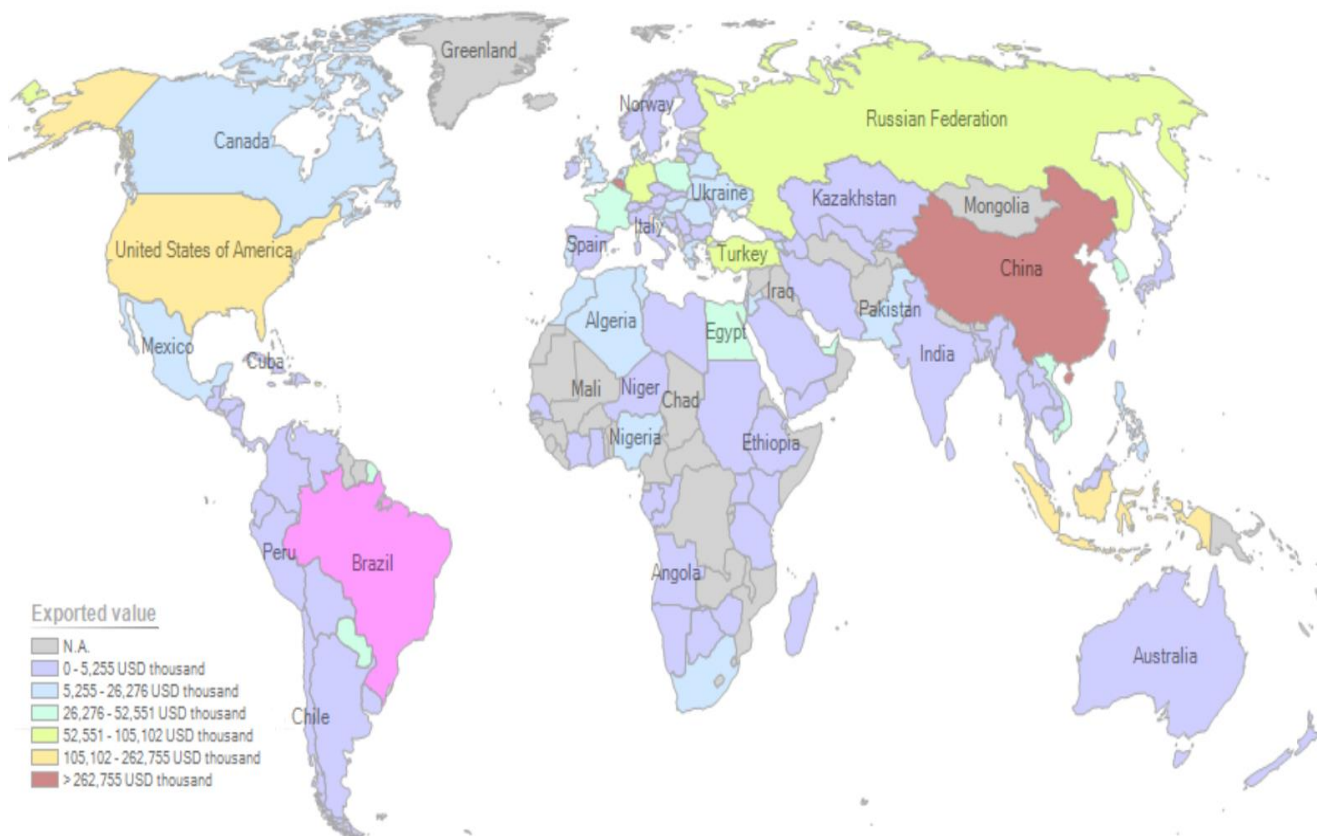 Greenland
Norway
Russian Federation
Canada
Ukraine
Kazakhstan
Mongolia
Italy
United States of America
Spain
Turkey
China
Iraq
Pakistan
Algeria
Egypt
Mexico
India
Cuba
Mali
Niger
Chad
Nigeria
Ethiopia
Peru
Brazil
Angola
Australia
Chile
Exported value
N.A.
0 - 5,255 USD thousand
5,255 - 26,276 USD thousand
26,276 - 52,551 USD thousand
52,551 - 105,102 USD thousand
105,102 - 262,755 USD thousand
> 262,755 USD thousand